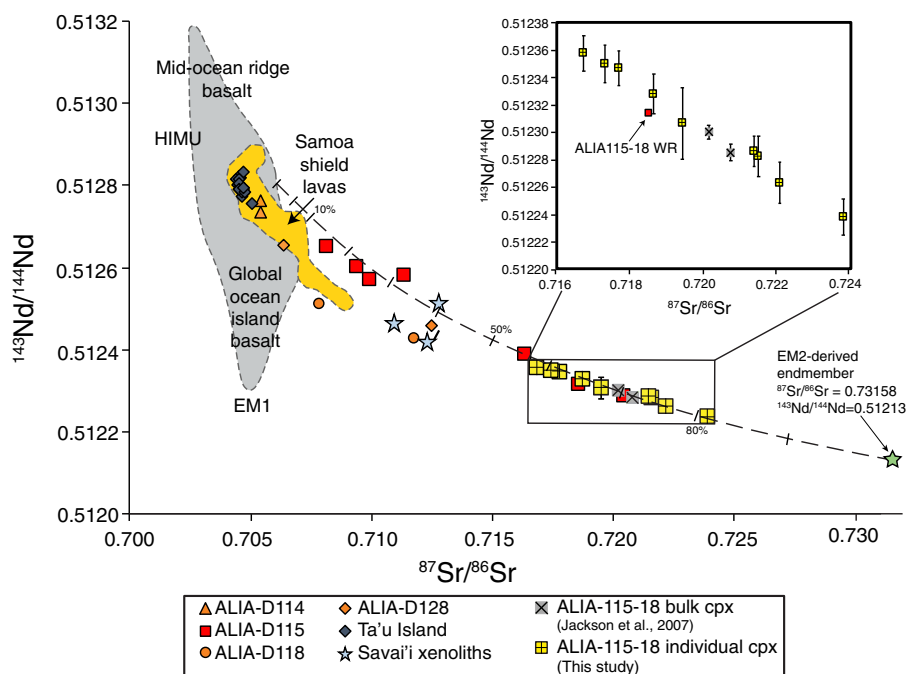 0.5130
0.5128
0.5126
0.5124
0.5122
0.5120
¹⁴³Nd/¹⁴⁴Nd
0.700
0.705
0.710
0.715
0.720
0.725
0.730
⁸⁷Sr/⁸⁶Sr
Mid-ocean ridge
basalt
HIMU
Samoa
shield
lavas
10%
Global
ocean
island
basalt
EM1
50%
80%
EM2-derived
endmember
⁸⁷Sr/⁸⁶Sr = 0.73158
¹⁴³Nd/¹⁴⁴Nd=0.51213
0.51238
0.51236
0.51234
0.51232
0.51230
0.51228
0.51226
0.51224
0.51222
0.51220
¹⁴³Nd/¹⁴⁴Nd
ALIA115-18 WR
0.716
0.718
0.720
0.722
0.724
⁸⁷Sr/⁸⁶Sr
ALIA-D114
ALIA-D115
ALIA-D118
ALIA-D128
Ta'u Island
Savai'i xenoliths
ALIA-115-18 bulk cpx
(Jackson et al., 2007)
ALIA-115-18 individual cpx
(This study)